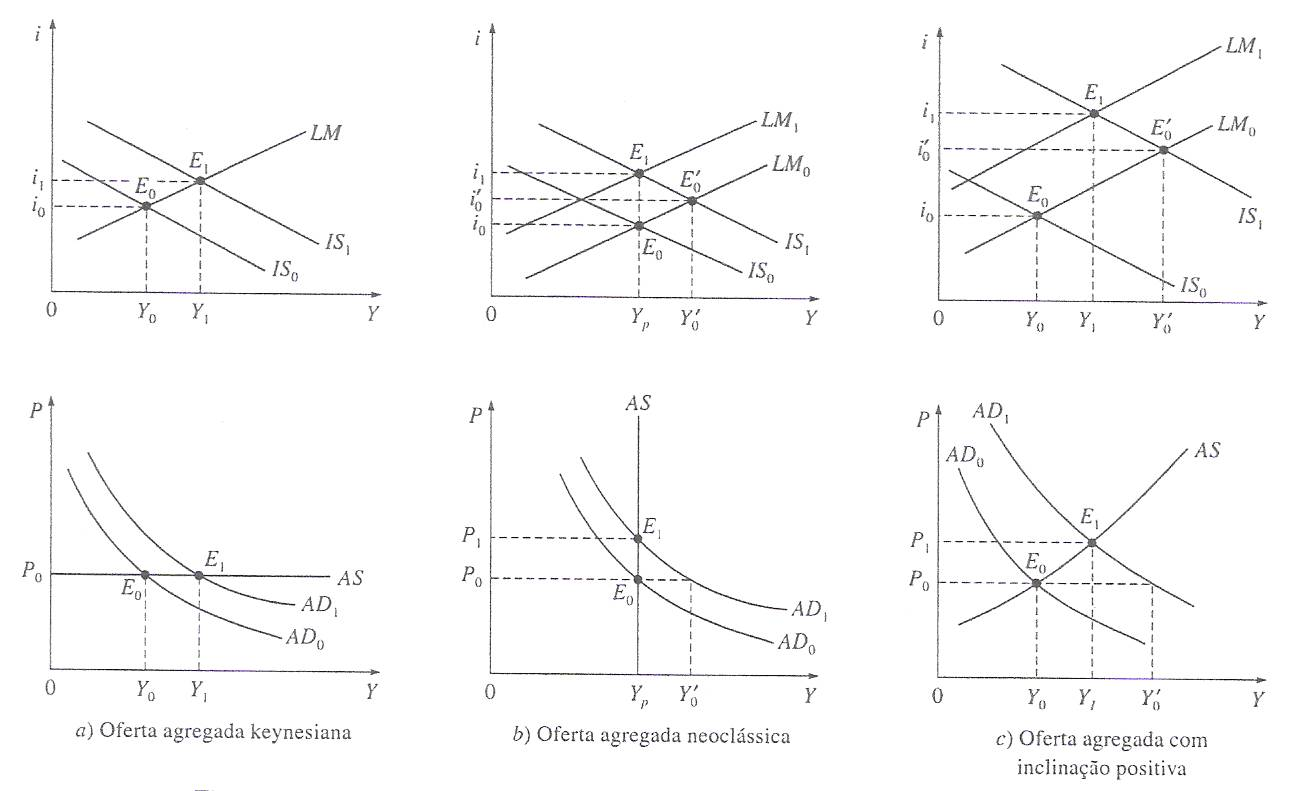 i
LM
E₁
i₁
E₀
i₀
IS₁
IS₀
0
Y₀
Y₁
Y
i
LM₁
E₁
LM₀
i₁
E′₀
i′₀
i₀
E₀
IS₁
IS₀
0
Yₚ
Y′₀
Y
i
LM₁
E₁
i₁
E′₀
LM₀
i′₀
E₀
i₀
IS₁
IS₀
0
Y₀
Y₁
Y′₀
Y
P
P₀
E₁
E₀
AS
AD₁
AD₀
0
Y₀
Y₁
Y
a) Oferta agregada keynesiana
P
AS
P₁
E₁
P₀
E₀
AD₁
AD₀
0
Yₚ
Y′₀
Y
b) Oferta agregada neoclássica
P
AD₁
AD₀
AS
E₁
P₁
E₀
P₀
0
Y₀
Y₁
Y′₀
Y
c) Oferta agregada com
inclinação positiva